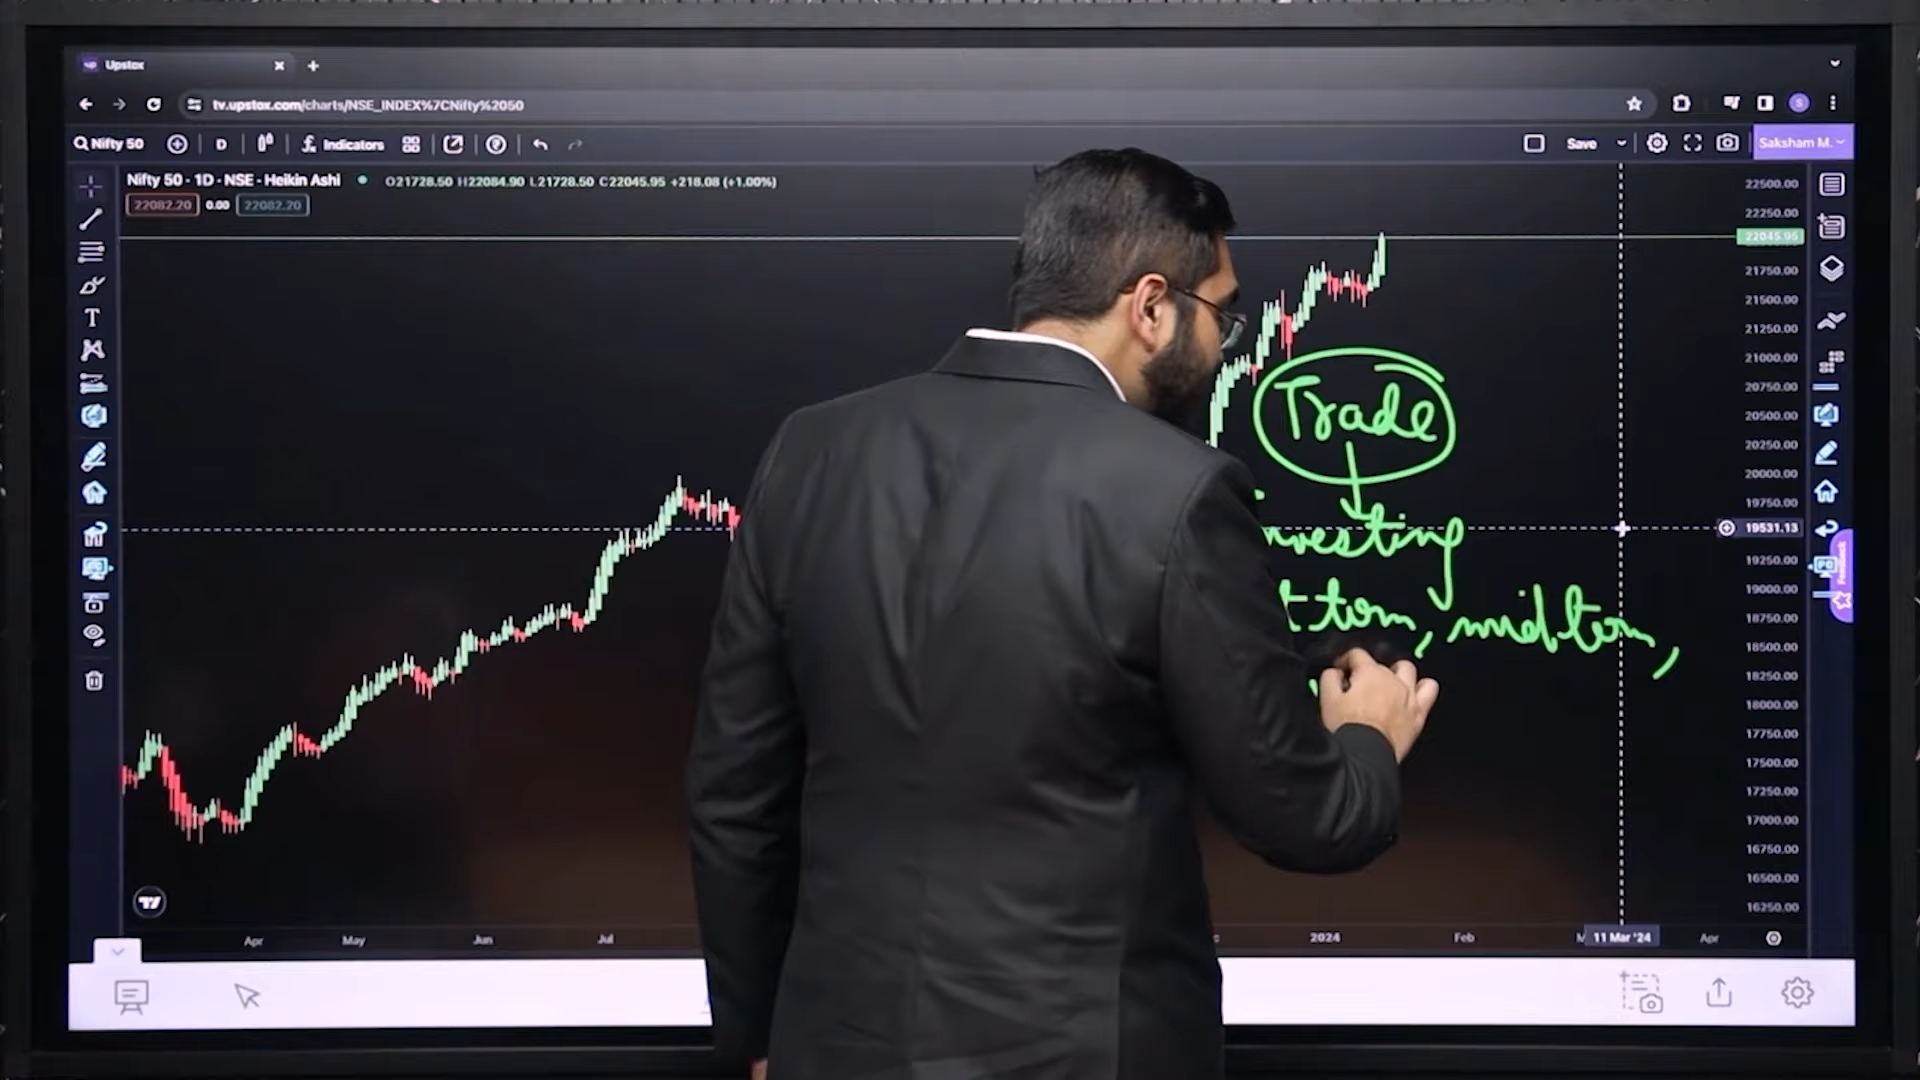 Upstox
tv.upstox.com/charts/NSE_INDEX%7CNifty%2050
Nifty 50 D Indicators Save Saksham M.
Nifty 50 - 1D - NSE - Heikin Ashi O21728.50 H22084.90 L21728.50 C22045.95 +218.08 (+1.00%)
22082.20 0.00 22082.20
22500.00
22250.00
22045.95
21750.00
21500.00
21250.00
21000.00
20750.00
20500.00
20250.00
20000.00
19750.00
19531.13
19250.00
19000.00
18750.00
18500.00
18250.00
18000.00
17750.00
17500.00
17250.00
17000.00
16750.00
16500.00
16250.00
Trade
nvesting
t tom, mid tom,
Feedback
Apr May Jun Jul c 2024 Feb M 11 Mar '24 Apr